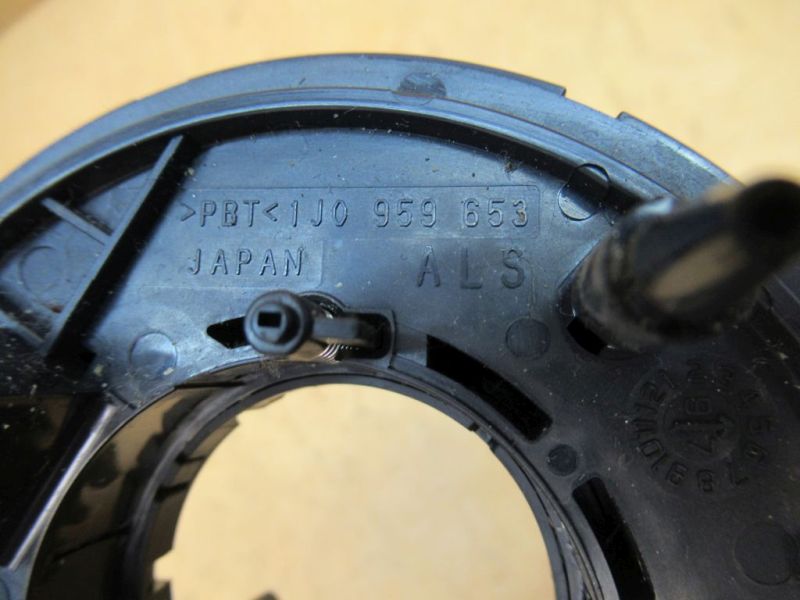 >PBT< 1J0 959 653
JAPAN ALS